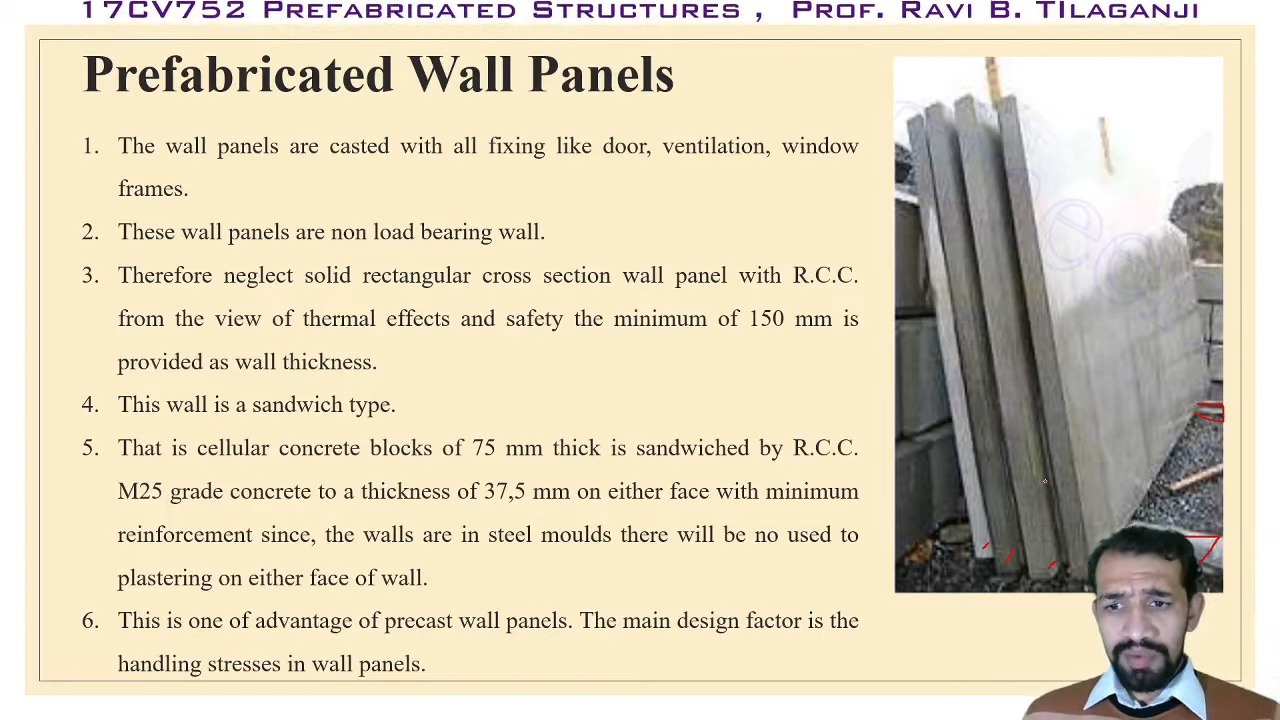 17CV752 Prefabricated Structures , Prof. Ravi B. Tilaganji
Prefabricated Wall Panels
1. The wall panels are casted with all fixing like door, ventilation, window
frames.
2. These wall panels are non load bearing wall.
3. Therefore neglect solid rectangular cross section wall panel with R.C.C.
from the view of thermal effects and safety the minimum of 150 mm is
provided as wall thickness.
4. This wall is a sandwich type.
5. That is cellular concrete blocks of 75 mm thick is sandwiched by R.C.C.
M25 grade concrete to a thickness of 37,5 mm on either face with minimum
reinforcement since, the walls are in steel moulds there will be no used to
plastering on either face of wall.
6. This is one of advantage of precast wall panels. The main design factor is the
handling stresses in wall panels.